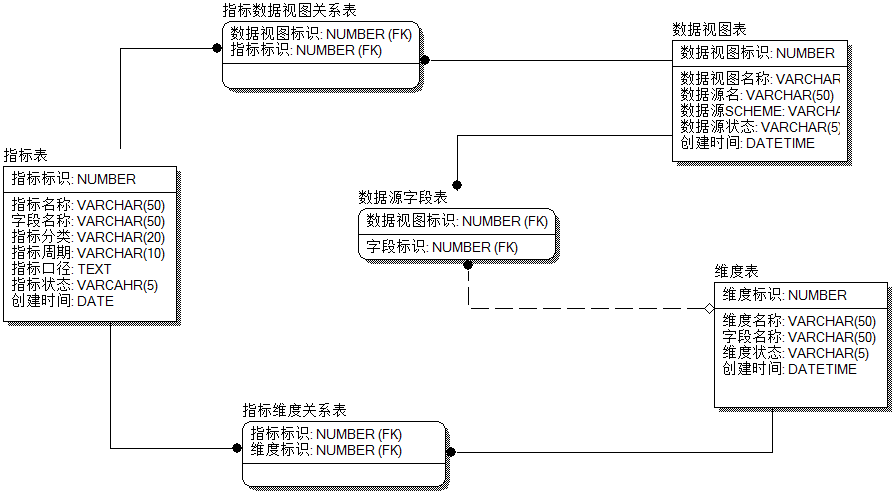 指标数据视图关系表
数据视图标识: NUMBER (FK)
指标标识: NUMBER (FK)
数据视图表
数据视图标识: NUMBER
数据视图名称: VARCHAR
数据源名: VARCHAR(50)
数据源SCHEME: VARCHA
数据源状态: VARCHAR(5)
创建时间: DATETIME
指标表
指标标识: NUMBER
指标名称: VARCHAR(50)
字段名称: VARCHAR(50)
指标分类: VARCHAR(20)
指标周期: VARCHAR(10)
指标口径: TEXT
指标状态: VARCAHR(5)
创建时间: DATE
数据源字段表
数据视图标识: NUMBER (FK)
字段标识: NUMBER (FK)
维度表
维度标识: NUMBER
维度名称: VARCHAR(50)
字段名称: VARCHAR(50)
维度状态: VARCHAR(5)
创建时间: DATETIME
指标维度关系表
指标标识: NUMBER (FK)
维度标识: NUMBER (FK)